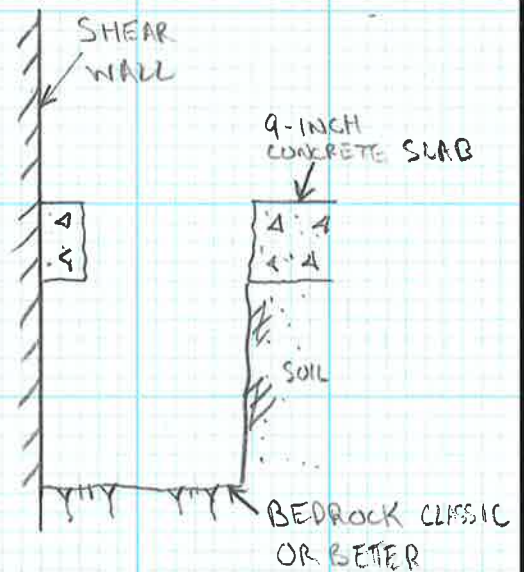 SHEAR
WALL
9-INCH
CONCRETE SLAB
SOIL
BEDROCK CLASSIC
OR BETTER